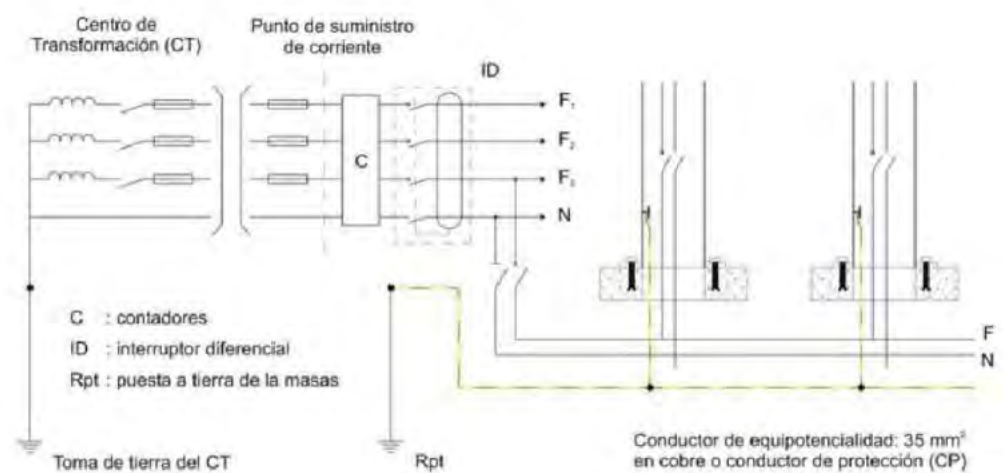 Centro de
Transformación (CT)
Punto de suministro
de corriente
ID
F₁
F₂
C
F₃
N
C : contadores
ID : interruptor diferencial
Rpt : puesta a tierra de la masas
F
N
Toma de tierra del CT
Rpt
Conductor de equipotencialidad: 35 mm²
en cobre o conductor de protección (CP)